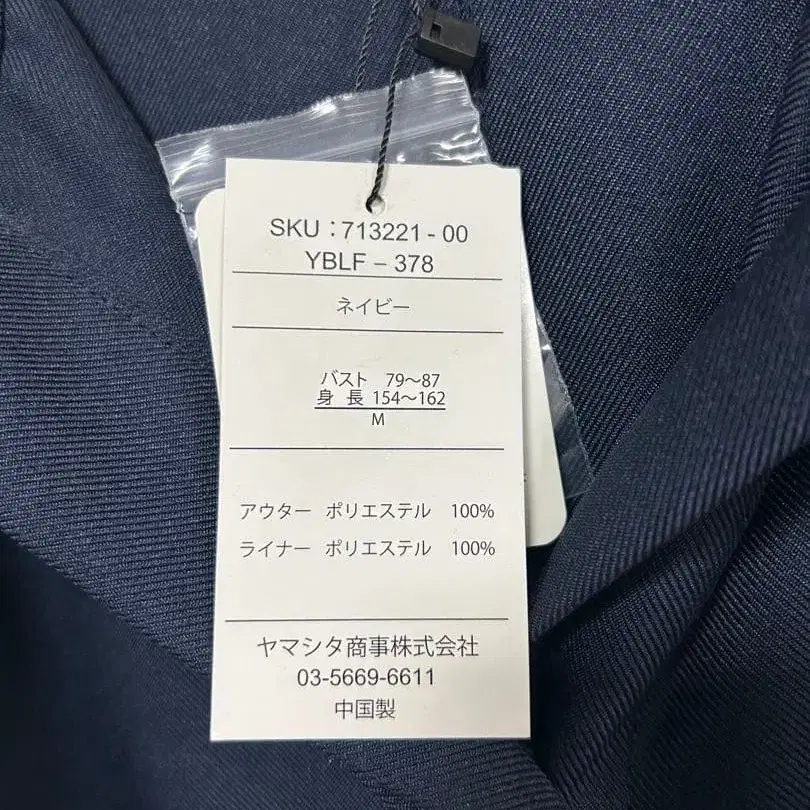 SKU：713221 - 00
YBLF – 378
ネイビー
バスト 79～87
身 長 154～162
M
アウター ポリエステル 100%
ライナー ポリエステル 100%
ヤマシタ商事株式会社
03-5669-6611
中国製